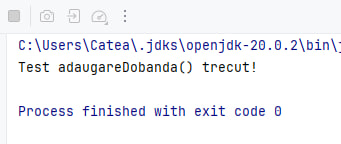 C:\Users\Catea\.jdks\openjdk-20.0.2\bin\j
Test adaugareDobanda() trecut!
Process finished with exit code 0